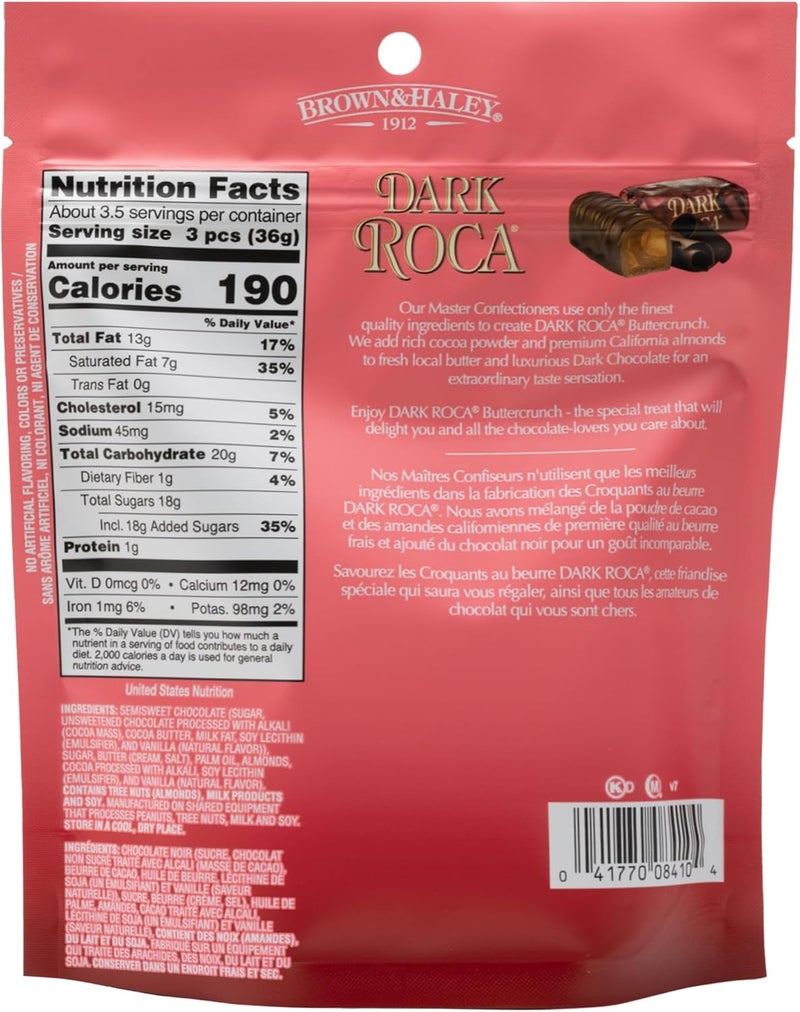 BROWN&HALEY®
1912
Nutrition Facts
About 3.5 servings per container
Serving size 3 pcs (36g)
Amount per serving
Calories 190
% Daily Value*
Total Fat 13g 17%
Saturated Fat 7g 35%
Trans Fat 0g
Cholesterol 15mg 5%
Sodium 45mg 2%
Total Carbohydrate 20g 7%
Dietary Fiber 1g 4%
Total Sugars 18g
Incl. 18g Added Sugars 35%
Protein 1g
Vit. D 0mcg 0% • Calcium 12mg 0%
Iron 1mg 6% • Potas. 98mg 2%
*The % Daily Value (DV) tells you how much a
nutrient in a serving of food contributes to a daily
diet. 2,000 calories a day is used for general
nutrition advice.
United States Nutrition
INGREDIENTS: SEMISWEET CHOCOLATE (SUGAR,
UNSWEETENED CHOCOLATE PROCESSED WITH ALKALI
(COCOA MASS), COCOA BUTTER, MILK FAT, SOY LECITHIN
(EMULSIFIER), AND VANILLA (NATURAL FLAVOR)),
SUGAR, BUTTER (CREAM, SALT), PALM OIL, ALMONDS,
COCOA PROCESSED WITH ALKALI, SOY LECITHIN
(EMULSIFIER), AND VANILLA (NATURAL FLAVOR).
CONTAINS TREE NUTS (ALMONDS), MILK PRODUCTS
AND SOY. MANUFACTURED ON SHARED EQUIPMENT
THAT PROCESSES PEANUTS, TREE NUTS, MILK AND SOY.
STORE IN A COOL, DRY PLACE.
INGRÉDIENTS: CHOCOLATE NOIR (SUCRE, CHOCOLAT
NON SUCRÉ TRAITÉ AVEC ALCALI (MASSE DE CACAO),
BEURRE DE CACAO, HUILE DE BEURRE, LÉCITHINE DE
SOJA (UN ÉMULSIFIANT) ET VANILLE (SAVEUR
NATURELLE)), SUCRE, BEURRE (CRÈME, SEL), HUILE DE
PALME, AMANDES, CACAO TRAITÉ AVEC ALCALI,
LÉCITHINE DE SOJA (UN ÉMULSIFIANT) ET VANILLE
(SAVEUR NATURELLE). CONTIENT DES NOIX (AMANDES),
DU LAIT ET DU SOJA. FABRIQUÉ SUR UN ÉQUIPEMENT
QUI TRAITE DES ARACHIDES, DES NOIX, DU LAIT ET DU
SOJA. CONSERVER DANS UN ENDROIT FRAIS ET SEC.
NO ARTIFICIAL FLAVORING, COLORS OR PRESERVATIVES /
SANS ARÔME ARTIFICIEL, NI COLORANT, NI AGENT DE CONSERVATION
DARK
ROCA®
DARK
Our Master Confectioners use only the finest
quality ingredients to create DARK ROCA® Buttercrunch.
We add rich cocoa powder and premium California almonds
to fresh local butter and luxurious Dark Chocolate for an
extraordinary taste sensation.
Enjoy DARK ROCA® Buttercrunch - the special treat that will
delight you and all the chocolate-lovers you care about.
Nos Maîtres Confiseurs n'utilisent que les meilleurs
ingrédients dans la fabrication des Croquants au beurre
DARK ROCA®. Nous avons mélangé de la poudre de cacao
et des amandes californiennes de première qualité au beurre
frais et ajouté du chocolat noir pour un goût incomparable.
Savourez les Croquants au beurre DARK ROCA®, cette friandise
spéciale qui saura vous régaler, ainsi que tous les amateurs de
chocolat qui vous sont chers.
K D M v7
0 41770 08410 4